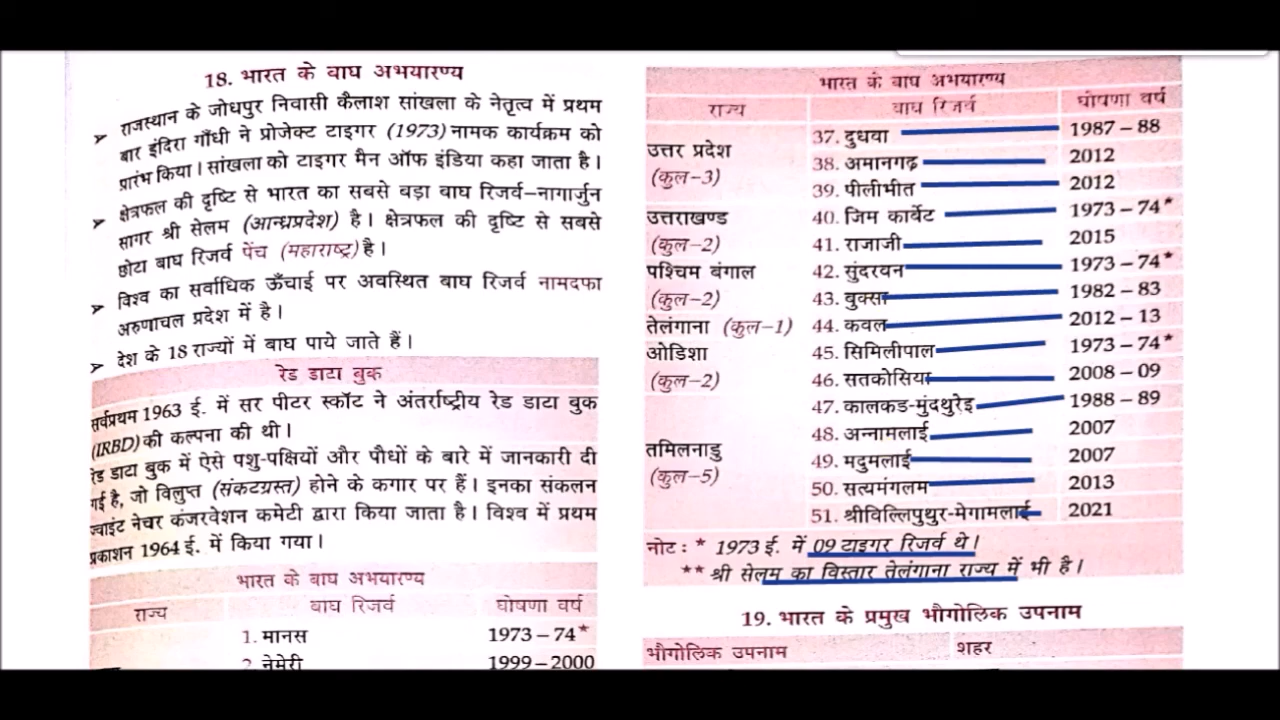 18. भारत के बाघ अभयारण्य
➤ राजस्थान के जोधपुर निवासी कैलाश सांखला के नेतृत्व में प्रथम
बार इंदिरा गाँधी ने प्रोजेक्ट टाइगर (1973) नामक कार्यक्रम को
प्रारंभ किया। सांखला को टाइगर मैन ऑफ इंडिया कहा जाता है।
➤ क्षेत्रफल की दृष्टि से भारत का सबसे बड़ा बाघ रिजर्व–नागार्जुन
सागर श्री सेलम (आन्ध्रप्रदेश) है। क्षेत्रफल की दृष्टि से सबसे
छोटा बाघ रिजर्व पेंच (महाराष्ट्र) है।
➤ विश्व का सर्वाधिक ऊँचाई पर अवस्थित बाघ रिजर्व नामदफा
अरुणाचल प्रदेश में है।
➤ देश के 18 राज्यों में बाघ पाये जाते हैं।
रेड डाटा बुक
सर्वप्रथम 1963 ई. में सर पीटर स्कॉट ने अंतर्राष्ट्रीय रेड डाटा बुक
(IRBD) की कल्पना की थी।
रेड डाटा बुक में ऐसे पशु-पक्षियों और पौधों के बारे में जानकारी दी
गई है, जो विलुप्त (संकटग्रस्त) होने के कगार पर हैं। इनका संकलन
ज्वाइंट नेचर कंजरवेशन कमेटी द्वारा किया जाता है। विश्व में प्रथम
प्रकाशन 1964 ई. में किया गया।
भारत के बाघ अभयारण्य
राज्य बाघ रिजर्व घोषणा वर्ष
1. मानस 1973 – 74*
2. नेमेरी 1999 – 2000
भारत के बाघ अभयारण्य
राज्य बाघ रिजर्व घोषणा वर्ष
37. दुधवा 1987 – 88
उत्तर प्रदेश 38. अमानगढ़ 2012
(कुल–3) 39. पीलीभीत 2012
उत्तराखण्ड 40. जिम कार्बेट 1973 – 74*
(कुल–2) 41. राजाजी 2015
पश्चिम बंगाल 42. सुंदरवन 1973 – 74*
(कुल–2) 43. बुक्सा 1982 – 83
तेलंगाना (कुल–1) 44. कवल 2012 – 13
ओडिशा 45. सिमिलीपाल 1973 – 74*
(कुल–2) 46. सतकोसिया 2008 – 09
47. कालकड-मुंदथुरेइ 1988 – 89
48. अन्नामलाई 2007
तमिलनाडु 49. मदुमलाई 2007
(कुल–5) 50. सत्यमंगलम 2013
51. श्रीविल्लिपुथुर-मेगामलाई 2021
नोट : * 1973 ई. में 09 टाइगर रिजर्व थे।
** श्री सेलम का विस्तार तेलंगाना राज्य में भी है।
19. भारत के प्रमुख भौगोलिक उपनाम
भौगोलिक उपनाम शहर